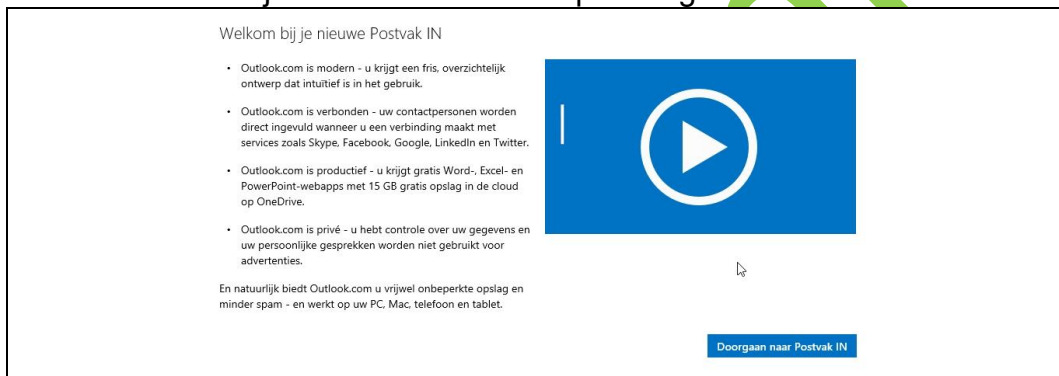 Welkom bij je nieuwe Postvak IN
• Outlook.com is modern - u krijgt een fris, overzichtelijk
ontwerp dat intuïtief is in het gebruik.
• Outlook.com is verbonden - uw contactpersonen worden
direct ingevuld wanneer u een verbinding maakt met
services zoals Skype, Facebook, Google, LinkedIn en Twitter.
• Outlook.com is productief - u krijgt gratis Word-, Excel- en
PowerPoint-webapps met 15 GB gratis opslag in de cloud
op OneDrive.
• Outlook.com is privé - u hebt controle over uw gegevens en
uw persoonlijke gesprekken worden niet gebruikt voor
advertenties.
En natuurlijk biedt Outlook.com u vrijwel onbeperkte opslag en
minder spam - en werkt op uw PC, Mac, telefoon en tablet.
Doorgaan naar Postvak IN